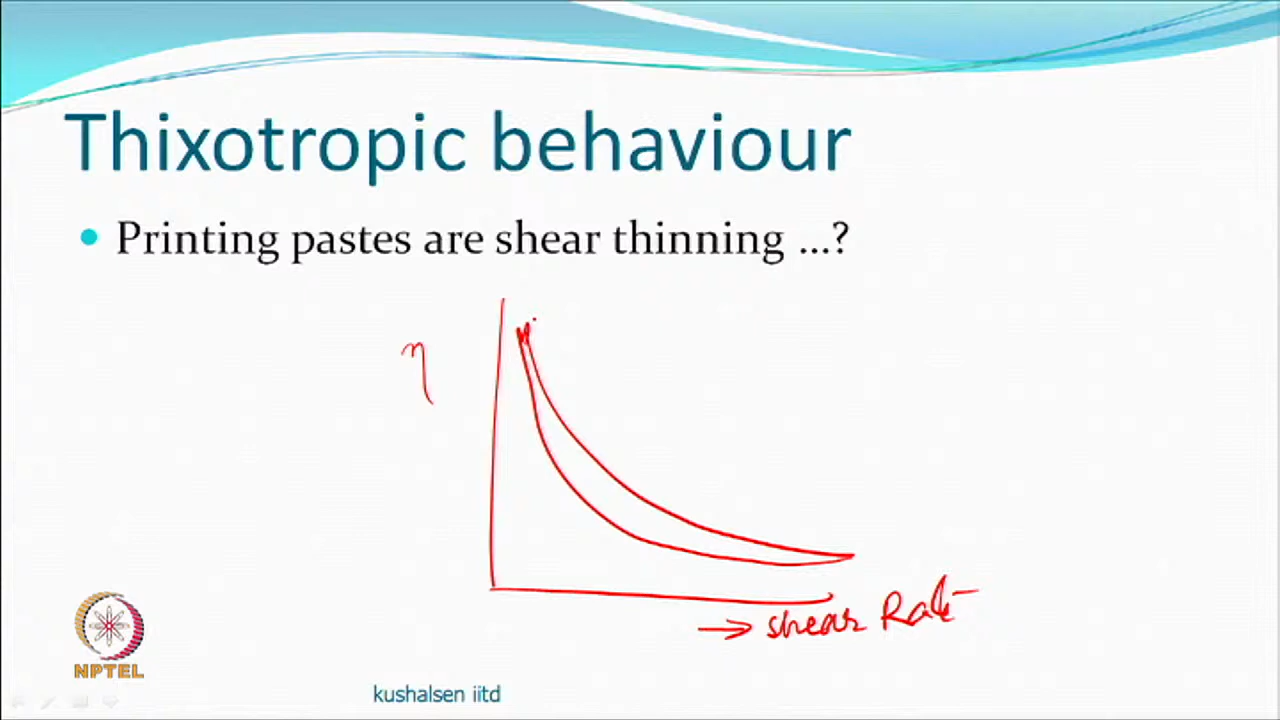 Thixotropic behaviour
• Printing pastes are shear thinning ...?
η
→ shear Rate
NPTEL
kushalsen iitd